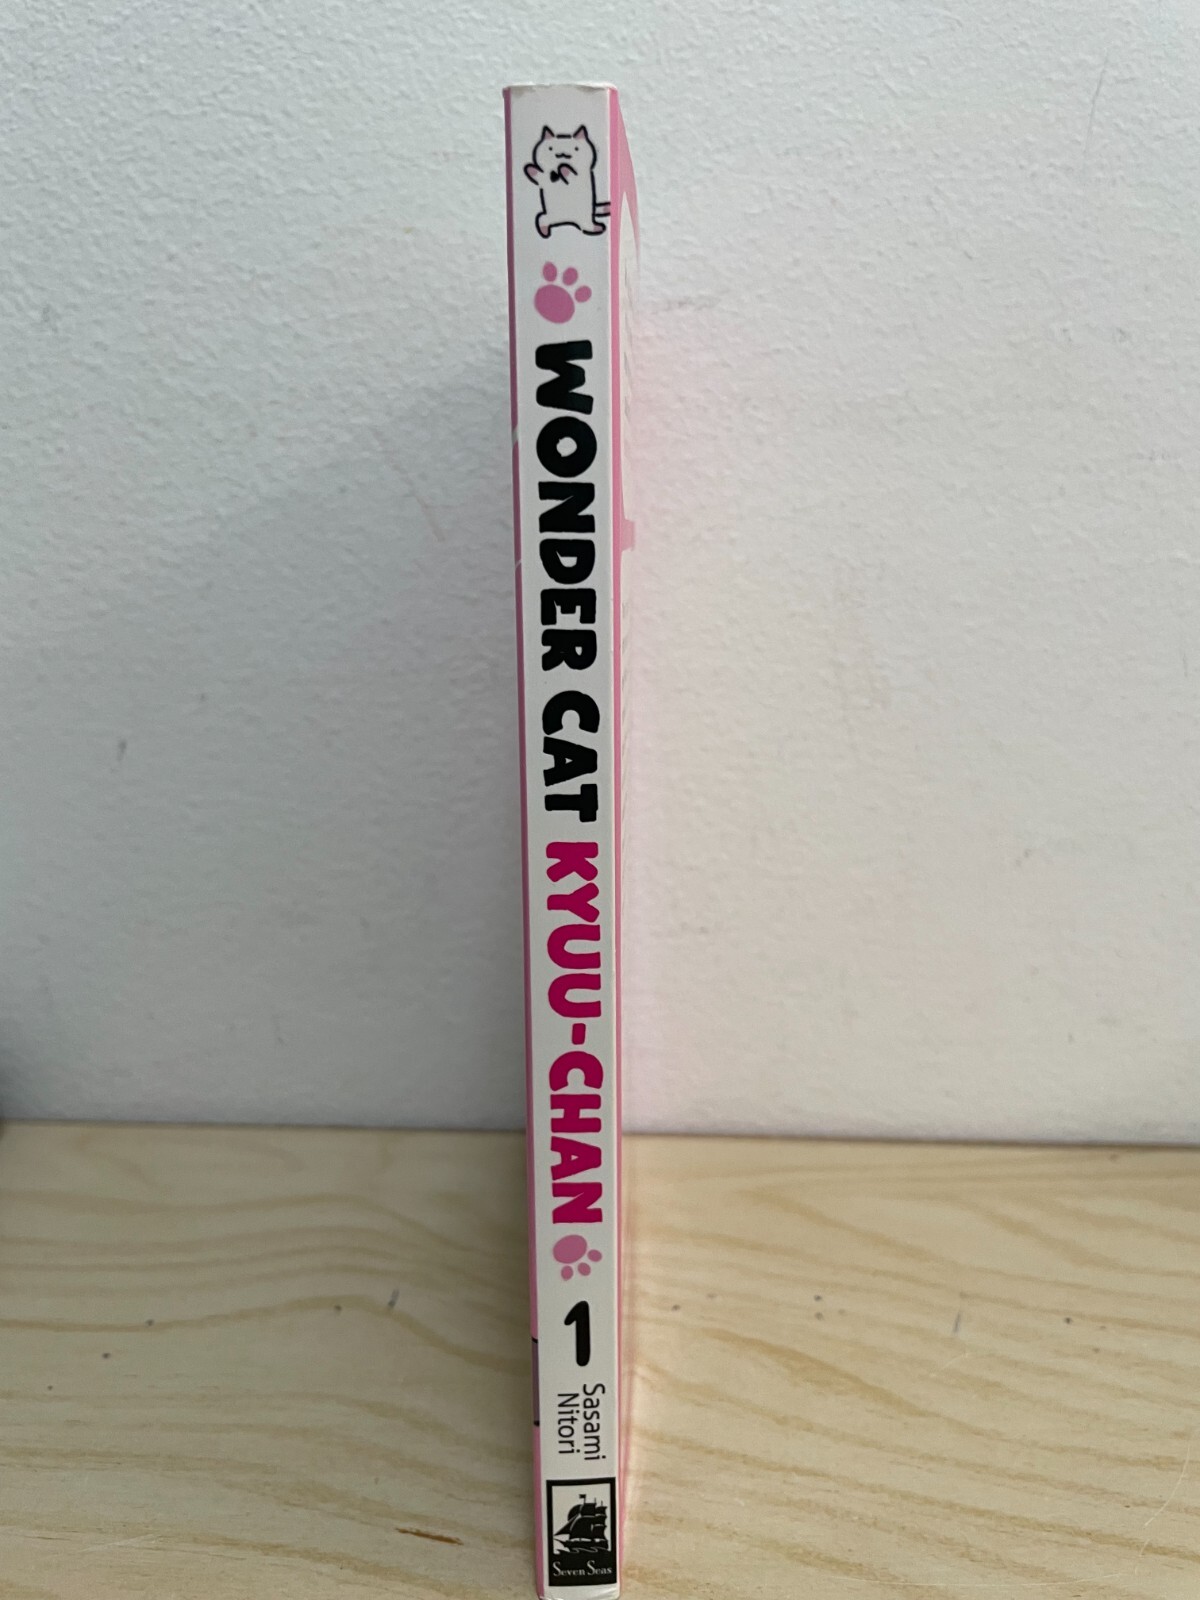 WONDER CAT KYUU-CHAN
1
Sasami
Nitori
Seven Seas